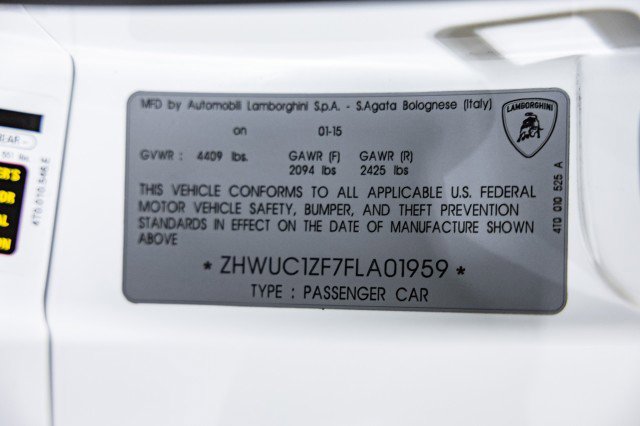 MFD by Automobili Lamborghini S.p.A. - S.Agata Bolognese (Italy)
on 01-15
GVWR : 4409 lbs. GAWR (F) GAWR (R)
2094 lbs 2425 lbs
THIS VEHICLE CONFORMS TO ALL APPLICABLE U.S. FEDERAL
MOTOR VEHICLE SAFETY, BUMPER, AND THEFT PREVENTION
STANDARDS IN EFFECT ON THE DATE OF MANUFACTURE SHOWN
ABOVE
* ZHWUC1ZF7FLA01959 *
TYPE : PASSENGER CAR
LAMBORGHINI
4T0 010 525 A